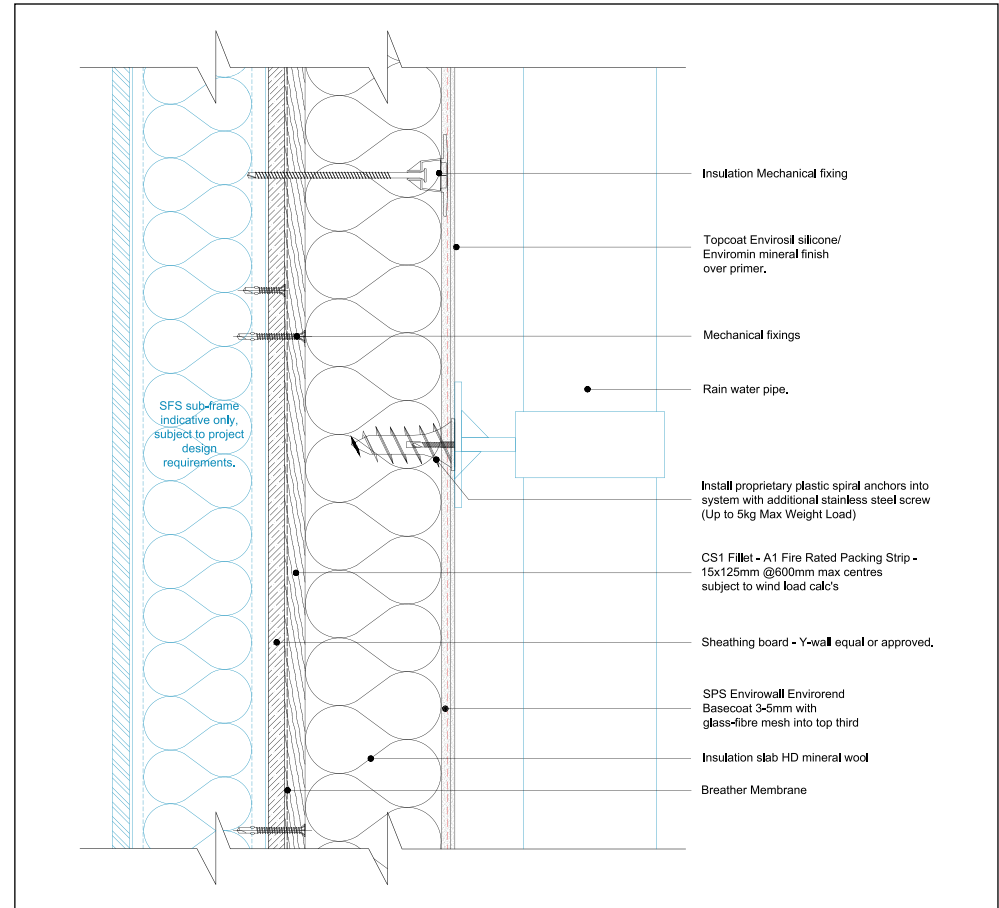 Insulation Mechanical fixing
Topcoat Envirosil silicone/
Enviromin mineral finish
over primer.
Mechanical fixings
Rain water pipe.
SFS sub-frame
indicative only,
subject to project
design
requirements.
Install proprietary plastic spiral anchors into
system with additional stainless steel screw
(Up to 5kg Max Weight Load)
CS1 Fillet - A1 Fire Rated Packing Strip -
15x125mm @600mm max centres
subject to wind load calc's
Sheathing board - Y-wall equal or approved.
SPS Envirowall Envirorend
Basecoat 3-5mm with
glass-fibre mesh into top third
Insulation slab HD mineral wool
Breather Membrane